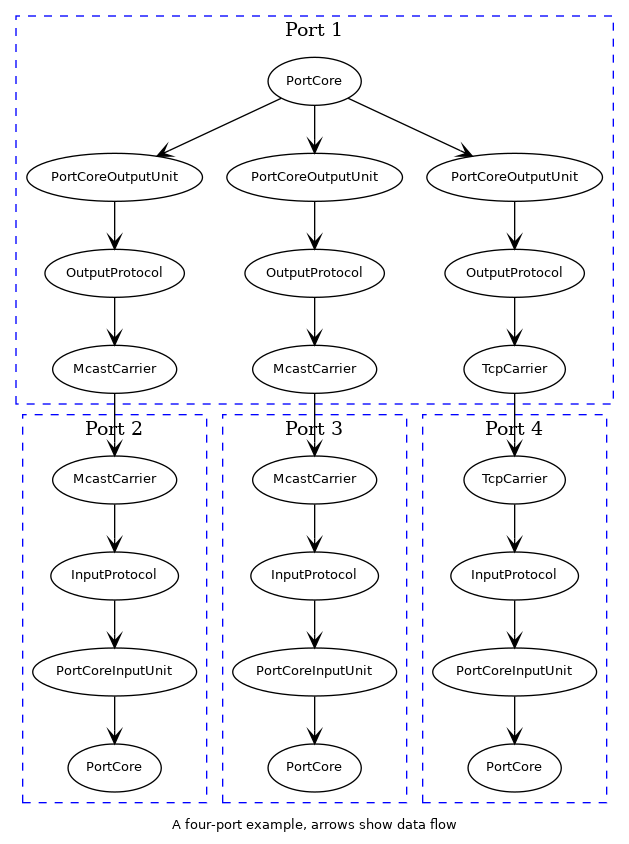 Port 1
PortCore
PortCoreOutputUnit PortCoreOutputUnit PortCoreOutputUnit
OutputProtocol OutputProtocol OutputProtocol
McastCarrier McastCarrier TcpCarrier
Port 2 Port 3 Port 4
McastCarrier McastCarrier TcpCarrier
InputProtocol InputProtocol InputProtocol
PortCoreInputUnit PortCoreInputUnit PortCoreInputUnit
PortCore PortCore PortCore
A four-port example, arrows show data flow